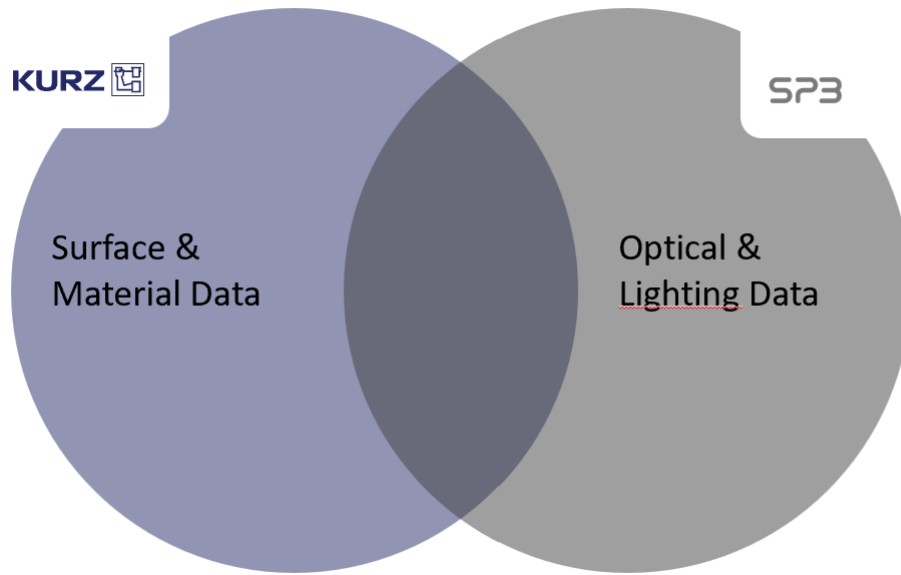 KURZ
SP3
Surface &
Material Data
Optical &
Lighting Data